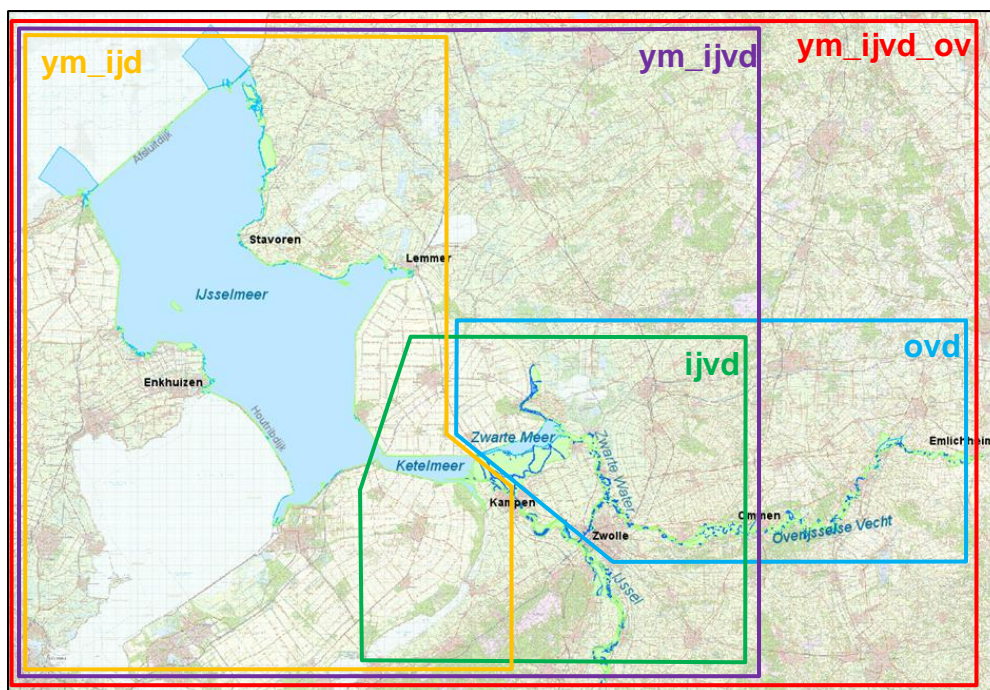 ym_ijd
ym_ijvd
ym_ijvd_ov
Afsluitdijk
Stavoren
Lemmer
IJsselmeer
ovd
ijvd
Enkhuizen
Houtribdijk
Zwarte Meer
Emlichheim
Ketelmeer
Zwarte Water
Kampen
Ommen
Overijsselse Vecht
Zwolle
IJssel